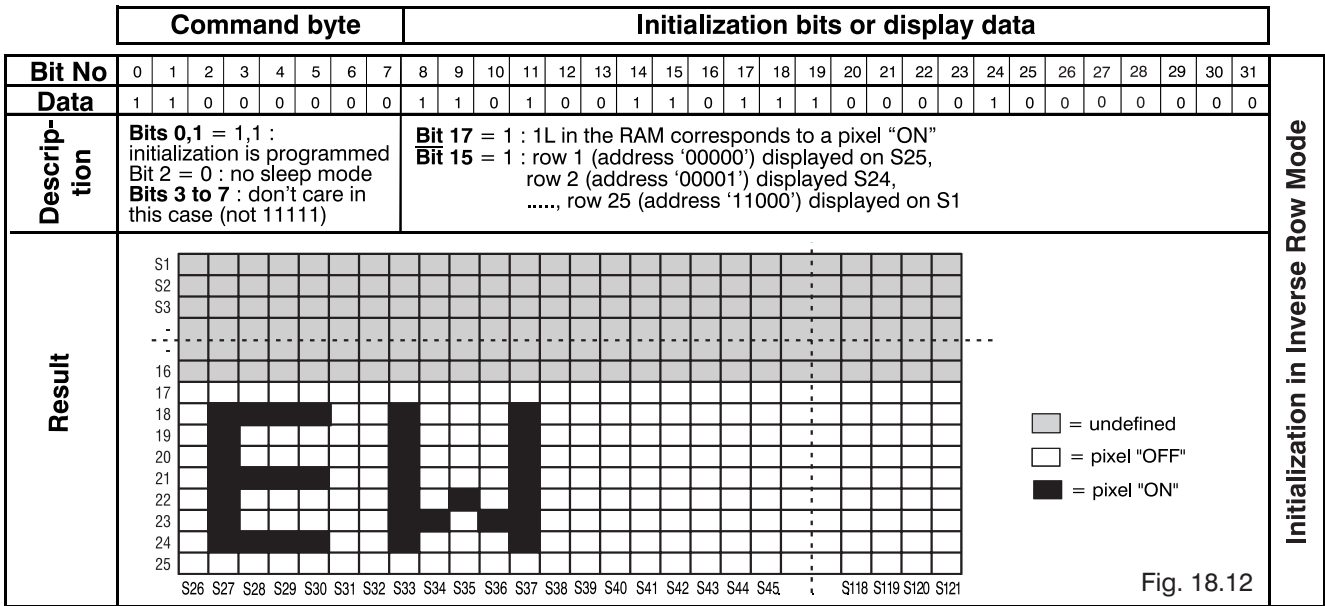 Command byte Initialization bits or display data
Bit No 0 1 2 3 4 5 6 7 8 9 10 11 12 13 14 15 16 17 18 19 20 21 22 23 24 25 26 27 28 29 30 31
Data 1 1 0 0 0 0 0 0 1 1 0 1 0 0 1 1 0 1 1 1 0 0 0 0 1 0 0 0 0 0 0 0
Descrip-
tion
Bits 0,1 = 1,1 :
initialization is programmed
Bit 2 = 0 : no sleep mode
Bits 3 to 7 : don't care in
this case (not 11111)
Bit 17 = 1 : 1L in the RAM corresponds to a pixel "ON"
Bit 15 = 1 : row 1 (address '00000') displayed on S25,
row 2 (address '00001') displayed S24,
....., row 25 (address '11000') displayed on S1
Initialization in Inverse Row Mode
Result
S1
S2
S3
-
-
16
17
18
19
20
21
22
23
24
25
S26 S27 S28 S29 S30 S31 S32 S33 S34 S35 S36 S37 S38 S39 S40 S41 S42 S43 S44 S45. . S118 S119 S120 S121
EW
= undefined
= pixel "OFF"
= pixel "ON"
Fig. 18.12